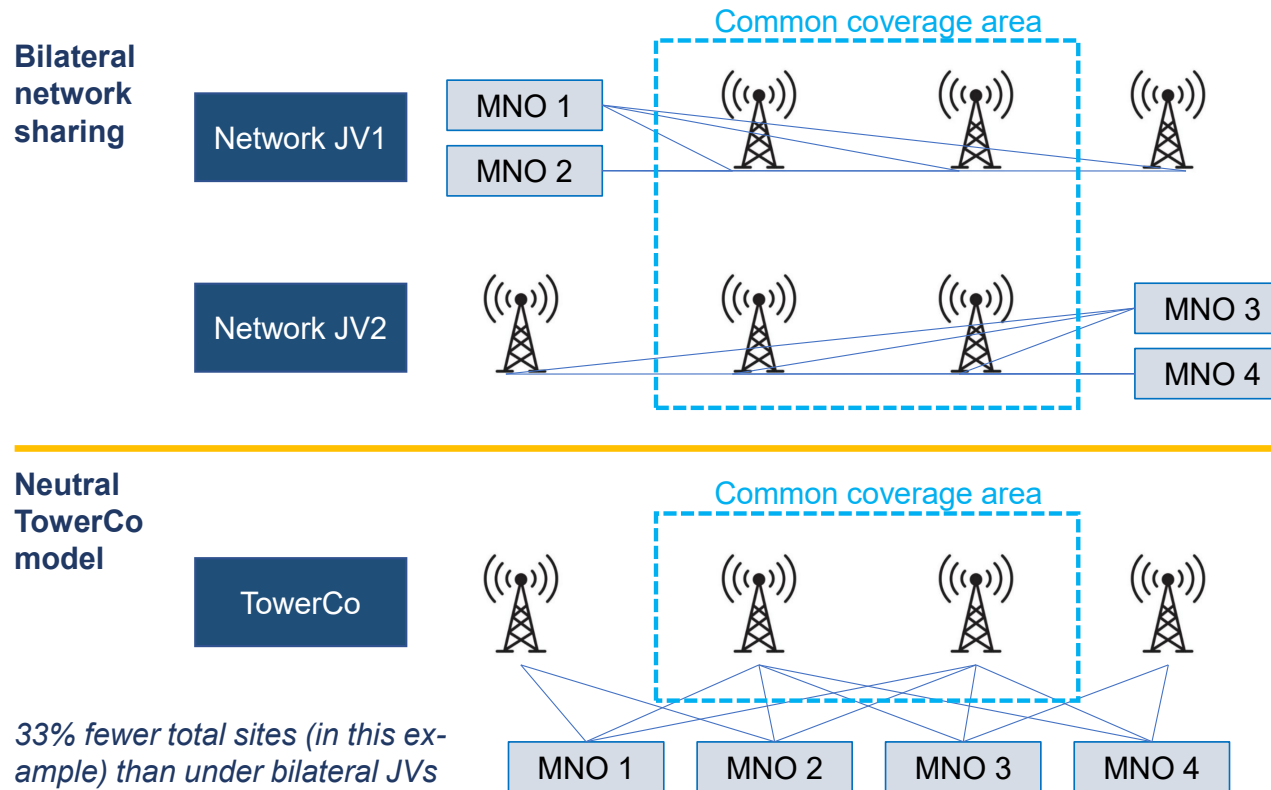 Common coverage area
Bilateral
network
sharing
Network JV1
MNO 1
MNO 2
Network JV2
MNO 3
MNO 4
Neutral
TowerCo
model
Common coverage area
TowerCo
33% fewer total sites (in this ex-
ample) than under bilateral JVs
MNO 1
MNO 2
MNO 3
MNO 4